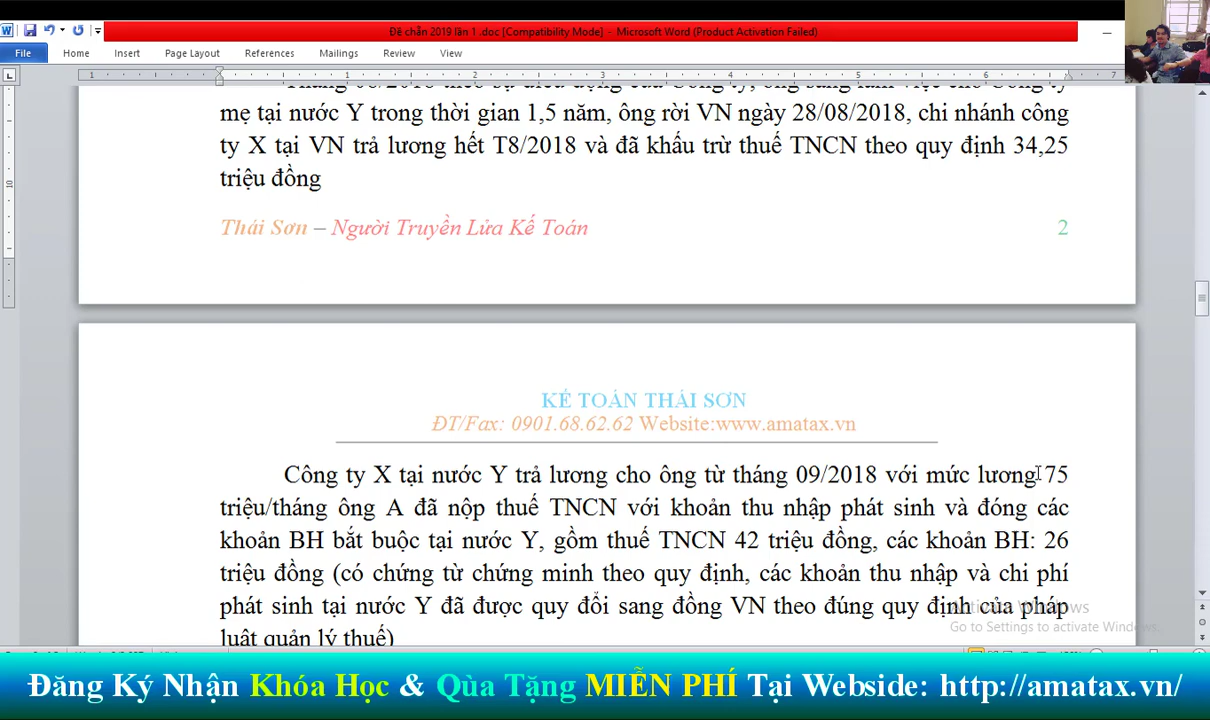 Đề chẵn 2019 lần 1 .doc [Compatibility Mode] - Microsoft Word (Product Activation Failed)
File Home Insert Page Layout References Mailings Review View
1 1 2 3 4 5 6 7
mẹ tại nước Y trong thời gian 1,5 năm, ông rời VN ngày 28/08/2018, chi nhánh công
ty X tại VN trả lương hết T8/2018 và đã khấu trừ thuế TNCN theo quy định 34,25
triệu đồng
Thái Sơn – Người Truyền Lửa Kế Toán 2
KẾ TOÁN THÁI SƠN
ĐT/Fax: 0901.68.62.62 Website:www.amatax.vn
Công ty X tại nước Y trả lương cho ông từ tháng 09/2018 với mức lương 75
triệu/tháng ông A đã nộp thuế TNCN với khoản thu nhập phát sinh và đóng các
khoản BH bắt buộc tại nước Y, gồm thuế TNCN 42 triệu đồng, các khoản BH: 26
triệu đồng (có chứng từ chứng minh theo quy định, các khoản thu nhập và chi phí
phát sinh tại nước Y đã được quy đổi sang đồng VN theo đúng quy định của pháp
luật quản lý thuế)
Activate Windows
Go to Settings to activate Windows.
Đăng Ký Nhận Khóa Học & Qùa Tặng MIỄN PHÍ Tại Webside: http://amatax.vn/